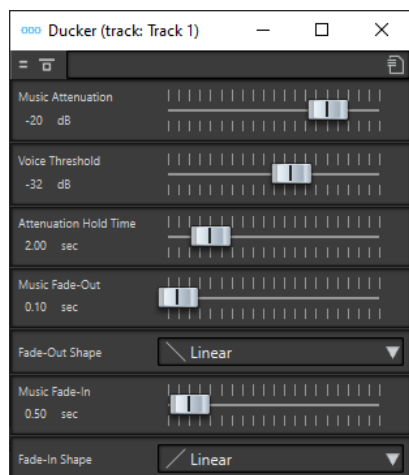 Ducker (track: Track 1)
Music Attenuation
-20 dB
Voice Threshold
-32 dB
Attenuation Hold Time
2.00 sec
Music Fade-Out
0.10 sec
Fade-Out Shape
Linear
Music Fade-In
0.50 sec
Fade-In Shape
Linear